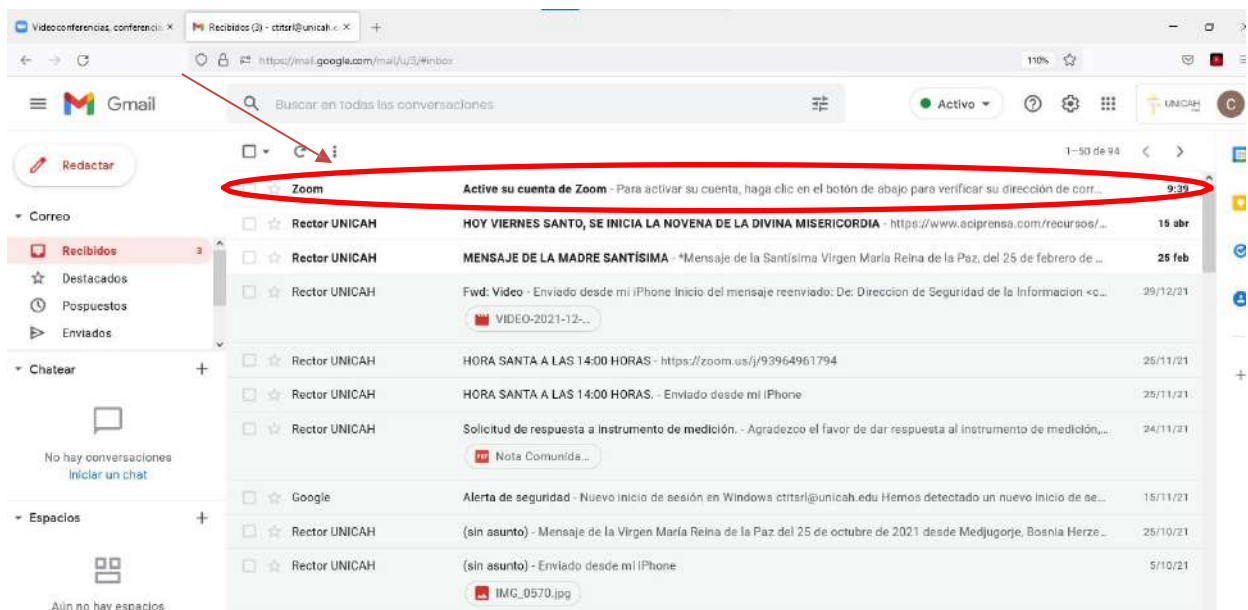 Videoconferencias, conferencia
Recibidos (3) - ctitsrl@unicah.e
https://mail.google.com/mail/u/3/#inbox
110%
Gmail
Buscar en todas las conversaciones
Activo
UNICAH
C
Redactar
1–50 de 94
Zoom Active su cuenta de Zoom - Para activar su cuenta, haga clic en el botón de abajo para verificar su dirección de corr... 9:39
Correo
Rector UNICAH HOY VIERNES SANTO, SE INICIA LA NOVENA DE LA DIVINA MISERICORDIA - https://www.aciprensa.com/recursos/... 15 abr
Recibidos 3
Rector UNICAH MENSAJE DE LA MADRE SANTÍSIMA - *Mensaje de la Santísima Virgen María Reina de la Paz, del 25 de febrero de ... 25 feb
Destacados
Rector UNICAH Fwd: Video - Enviado desde mi iPhone Inicio del mensaje reenviado: De: Direccion de Seguridad de la Informacion <c... 29/12/21
Pospuestos
VIDEO-2021-12-...
Enviados
Chatear
Rector UNICAH HORA SANTA A LAS 14:00 HORAS - https://zoom.us/j/93964961794 25/11/21
Rector UNICAH HORA SANTA A LAS 14:00 HORAS. - Enviado desde mi iPhone 25/11/21
Rector UNICAH Solicitud de respuesta a instrumento de medición. - Agradezco el favor de dar respuesta al instrumento de medición,... 24/11/21
PDF Nota Comunida...
No hay conversaciones
Iniciar un chat
Google Alerta de seguridad - Nuevo inicio de sesión en Windows ctitsrl@unicah.edu Hemos detectado un nuevo inicio de se... 15/11/21
Espacios
Rector UNICAH (sin asunto) - Mensaje de la Virgen María Reina de la Paz del 25 de octubre de 2021 desde Medjugorje, Bosnia Herze... 25/10/21
Rector UNICAH (sin asunto) - Enviado desde mi iPhone 5/10/21
IMG_0570.jpg
Aún no hay espacios